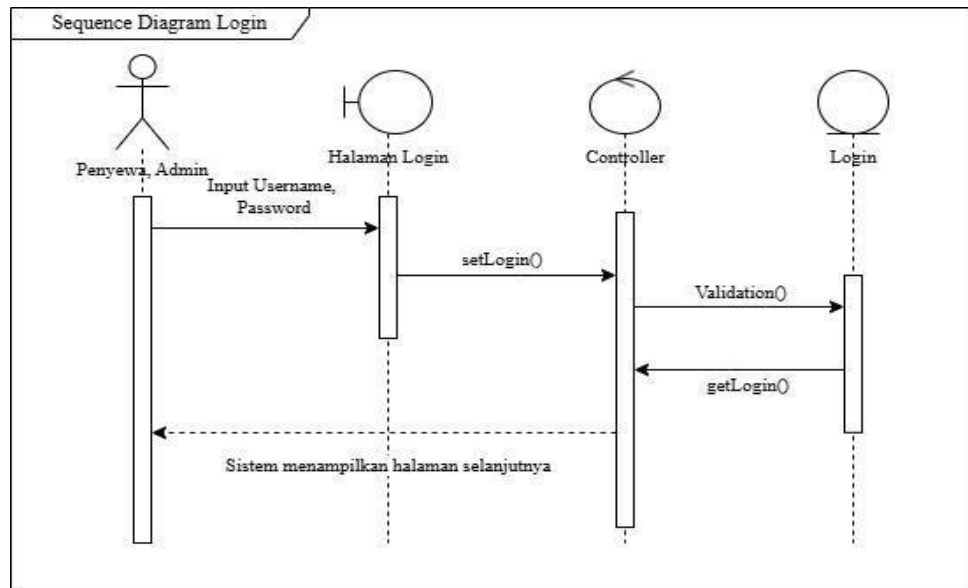 Sequence Diagram Login
Penyewa, Admin
Halaman Login
Controller
Login
Input Username,
Password
setLogin()
Validation()
getLogin()
Sistem menampilkan halaman selanjutnya